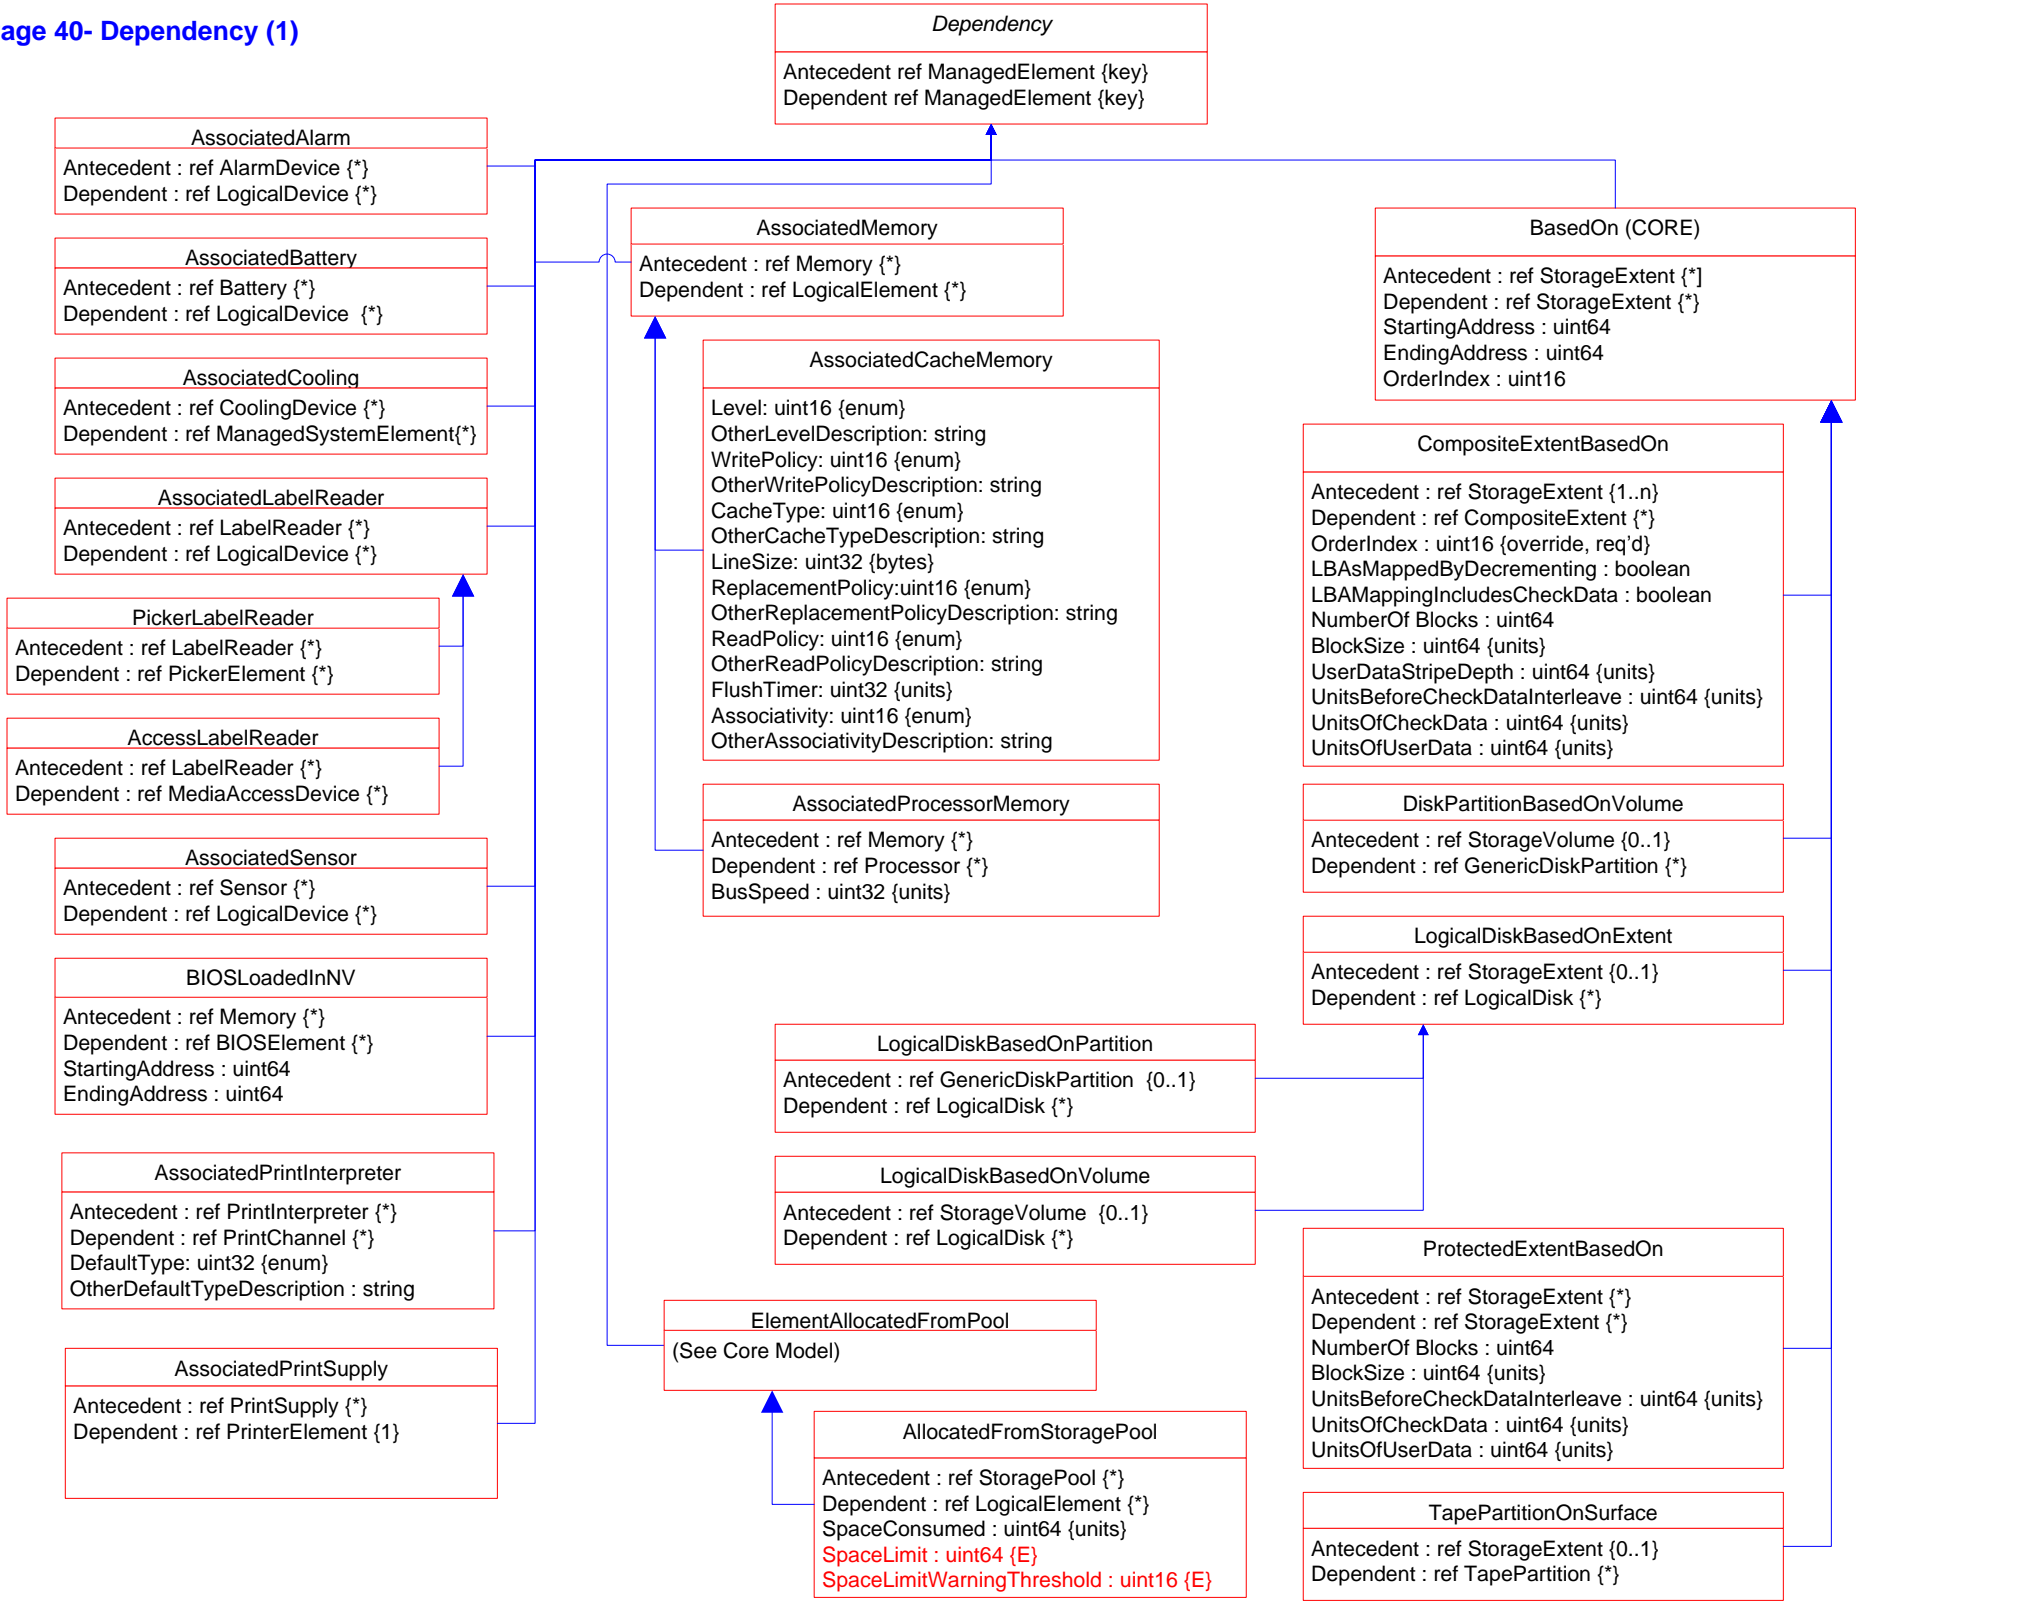 age 40- Dependency (1)
Dependency
Antecedent ref ManagedElement {key}
Dependent ref ManagedElement {key}
AssociatedAlarm
Antecedent : ref AlarmDevice {*}
Dependent : ref LogicalDevice {*}
AssociatedBattery
Antecedent : ref Battery {*}
Dependent : ref LogicalDevice  {*}
AssociatedCooling
Antecedent : ref CoolingDevice {*}
Dependent : ref ManagedSystemElement{*}
AssociatedLabelReader
Antecedent : ref LabelReader {*}
Dependent : ref LogicalDevice {*}
PickerLabelReader
Antecedent : ref LabelReader {*}
Dependent : ref PickerElement {*}
AccessLabelReader
Antecedent : ref LabelReader {*}
Dependent : ref MediaAccessDevice {*}
AssociatedSensor
Antecedent : ref Sensor {*}
Dependent : ref LogicalDevice {*}
BIOSLoadedInNV
Antecedent : ref Memory {*}
Dependent : ref BIOSElement {*}
StartingAddress : uint64
EndingAddress : uint64
AssociatedPrintInterpreter
Antecedent : ref PrintInterpreter {*}
Dependent : ref PrintChannel {*}
DefaultType: uint32 {enum}
OtherDefaultTypeDescription : string
AssociatedPrintSupply
Antecedent : ref PrintSupply {*}
Dependent : ref PrinterElement {1}
AssociatedMemory
Antecedent : ref Memory {*}
Dependent : ref LogicalElement {*}
AssociatedCacheMemory
Level: uint16 {enum}
OtherLevelDescription: string
WritePolicy: uint16 {enum}
OtherWritePolicyDescription: string
CacheType: uint16 {enum}
OtherCacheTypeDescription: string
LineSize: uint32 {bytes}
ReplacementPolicy:uint16 {enum}
OtherReplacementPolicyDescription: string
ReadPolicy: uint16 {enum}
OtherReadPolicyDescription: string
FlushTimer: uint32 {units}
Associativity: uint16 {enum}
OtherAssociativityDescription: string
AssociatedProcessorMemory
Antecedent : ref Memory {*}
Dependent : ref Processor {*}
BusSpeed : uint32 {units}
LogicalDiskBasedOnPartition
Antecedent : ref GenericDiskPartition  {0..1}
Dependent : ref LogicalDisk {*}
LogicalDiskBasedOnVolume
Antecedent : ref StorageVolume  {0..1}
Dependent : ref LogicalDisk {*}
ElementAllocatedFromPool
(See Core Model)
AllocatedFromStoragePool
Antecedent : ref StoragePool {*}
Dependent : ref LogicalElement {*}
SpaceConsumed : uint64 {units}
SpaceLimit : uint64 {E}
SpaceLimitWarningThreshold : uint16 {E}
BasedOn (CORE)
Antecedent : ref StorageExtent {*]
Dependent : ref StorageExtent {*}
StartingAddress : uint64
EndingAddress : uint64
OrderIndex : uint16
CompositeExtentBasedOn
Antecedent : ref StorageExtent {1..n}
Dependent : ref CompositeExtent {*}
OrderIndex : uint16 {override, req’d}
LBAsMappedByDecrementing : boolean
LBAMappingIncludesCheckData : boolean
NumberOf Blocks : uint64
BlockSize : uint64 {units}
UserDataStripeDepth : uint64 {units}
UnitsBeforeCheckDataInterleave : uint64 {units}
UnitsOfCheckData : uint64 {units}
UnitsOfUserData : uint64 {units}
DiskPartitionBasedOnVolume
Antecedent : ref StorageVolume {0..1}
Dependent : ref GenericDiskPartition {*}
LogicalDiskBasedOnExtent
Antecedent : ref StorageExtent {0..1}
Dependent : ref LogicalDisk {*}
ProtectedExtentBasedOn
Antecedent : ref StorageExtent {*}
Dependent : ref StorageExtent {*}
NumberOf Blocks : uint64
BlockSize : uint64 {units}
UnitsBeforeCheckDataInterleave : uint64 {units}
UnitsOfCheckData : uint64 {units}
UnitsOfUserData : uint64 {units}
TapePartitionOnSurface
Antecedent : ref StorageExtent {0..1}
Dependent : ref TapePartition {*}